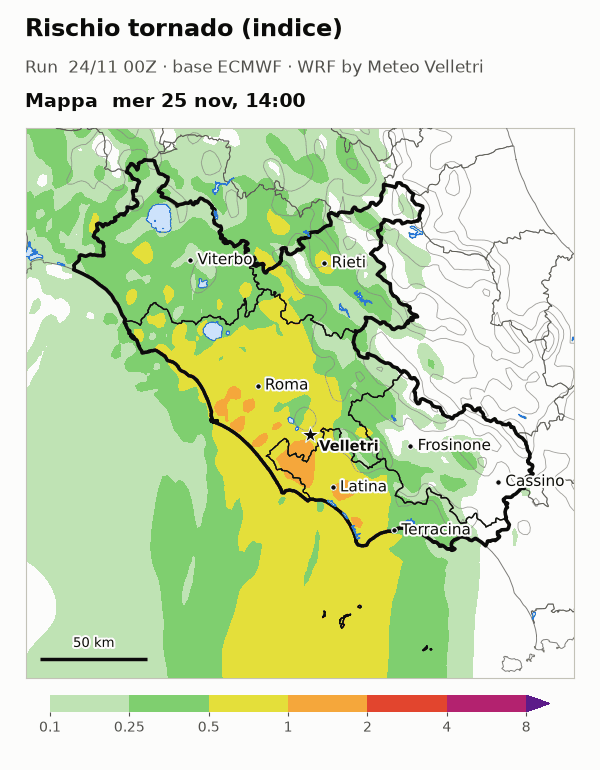 Rischio tornado (indice)
Run  24/11 00Z · base ECMWF · WRF by Meteo Velletri
Mappa  mer 25 nov, 14:00
Viterbo
Rieti
Roma
Velletri
Frosinone
Cassino
Latina
Terracina
50 km
0.1 0.25 0.5 1 2 4 8